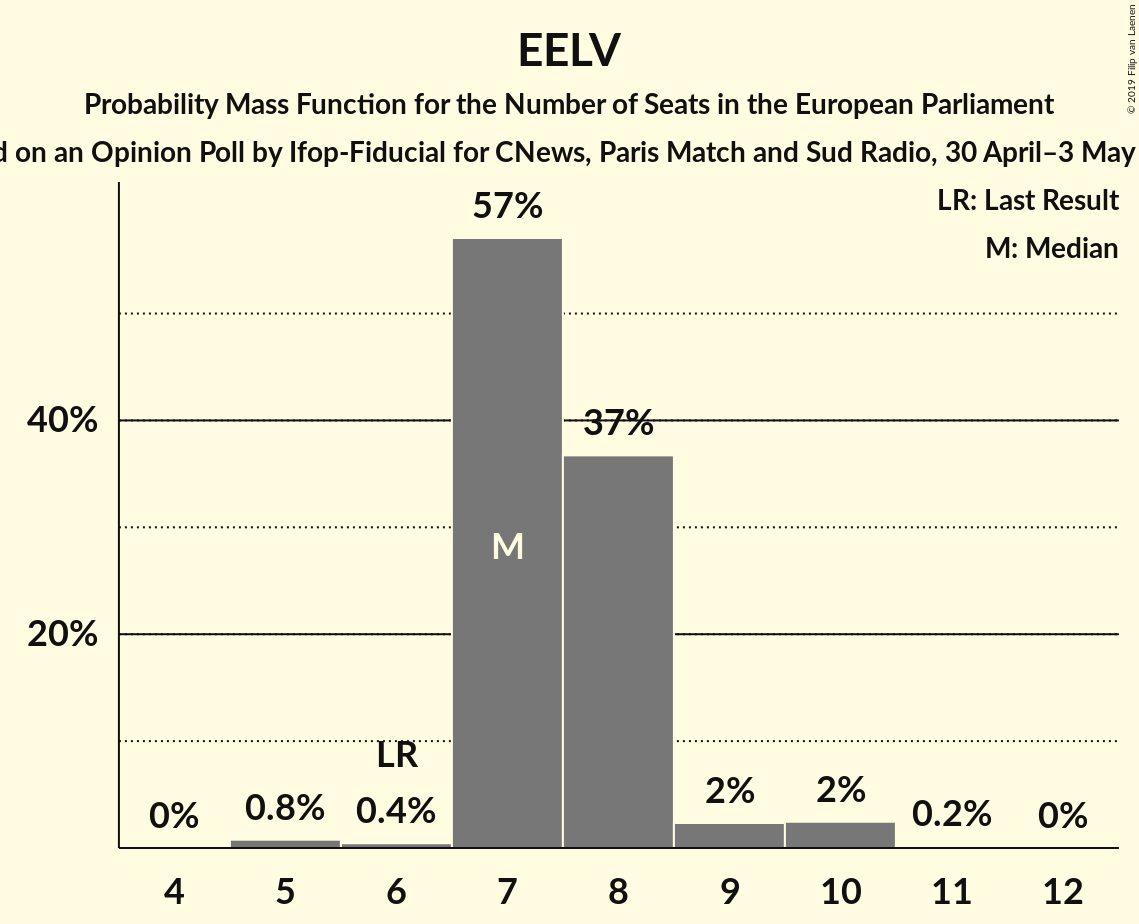 EELV
Probability Mass Function for the Number of Seats in the European Parliament
on an Opinion Poll by Ifop-Fiducial for CNews, Paris Match and Sud Radio, 30 April–3 May
© 2019 Filip van Laenen
LR: Last Result
M: Median
57%
40%
37%
M
20%
LR
0%
0.8%
0.4%
2%
2%
0.2%
0%
4 5 6 7 8 9 10 11 12